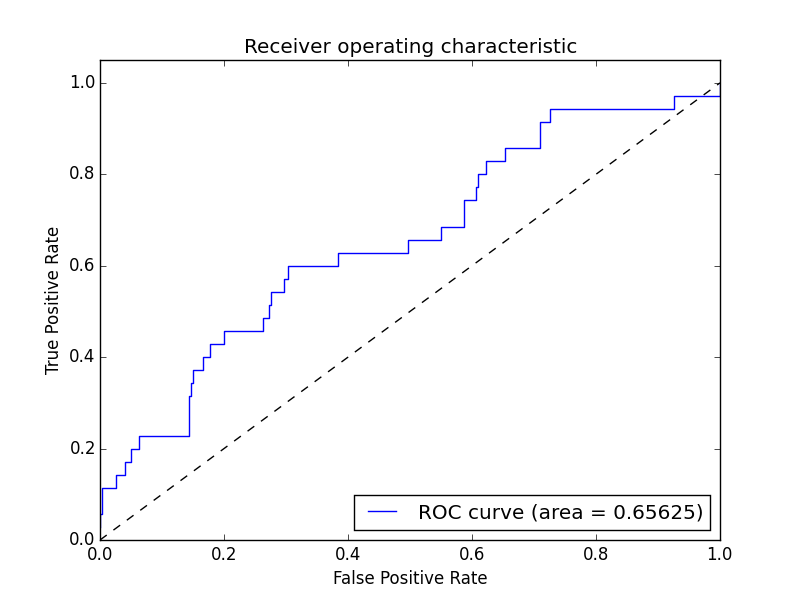 Receiver operating characteristic
1.0
0.8
0.6
0.4
0.2
0.0
True Positive Rate
ROC curve (area = 0.65625)
0.0 0.2 0.4 0.6 0.8 1.0
False Positive Rate